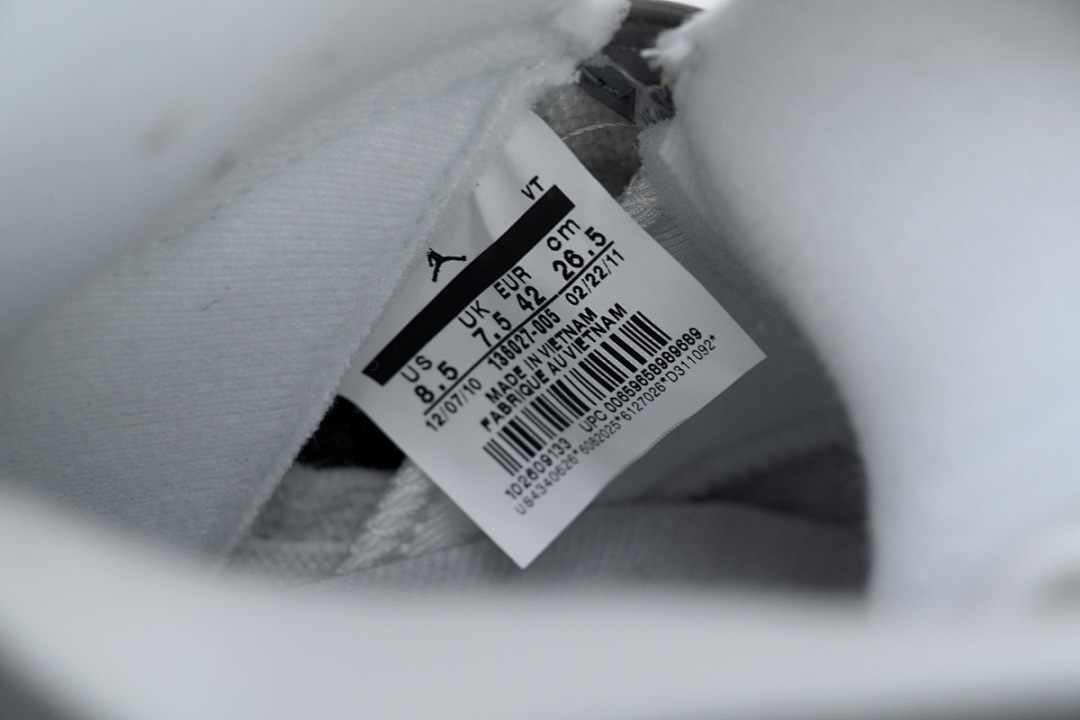 VT
US UK EUR cm
8.5 7.5 42 26.5
12/07/10 136027-005 02/22/11
MADE IN VIETNAM
FABRIQUE AU VIETNAM
102609133 UPC 00659658989689
US4340626*6082025*6127026*D311092*